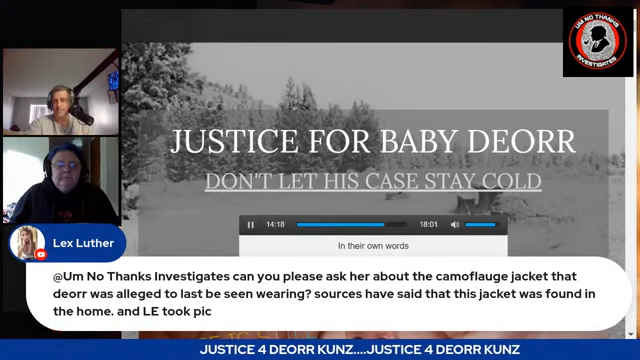 UM NO THANKS
INVESTIGATES
JUSTICE FOR BABY DEORR
DON'T LET HIS CASE STAY COLD
14:18
18:01
In their own words
Lex Luther
@Um No Thanks Investigates can you please ask her about the camoflauge jacket that
deorr was alleged to last be seen wearing? sources have said that this jacket was found in
the home. and LE took pic
JUSTICE 4 DEORR KUNZ....JUSTICE 4 DEORR KUNZ